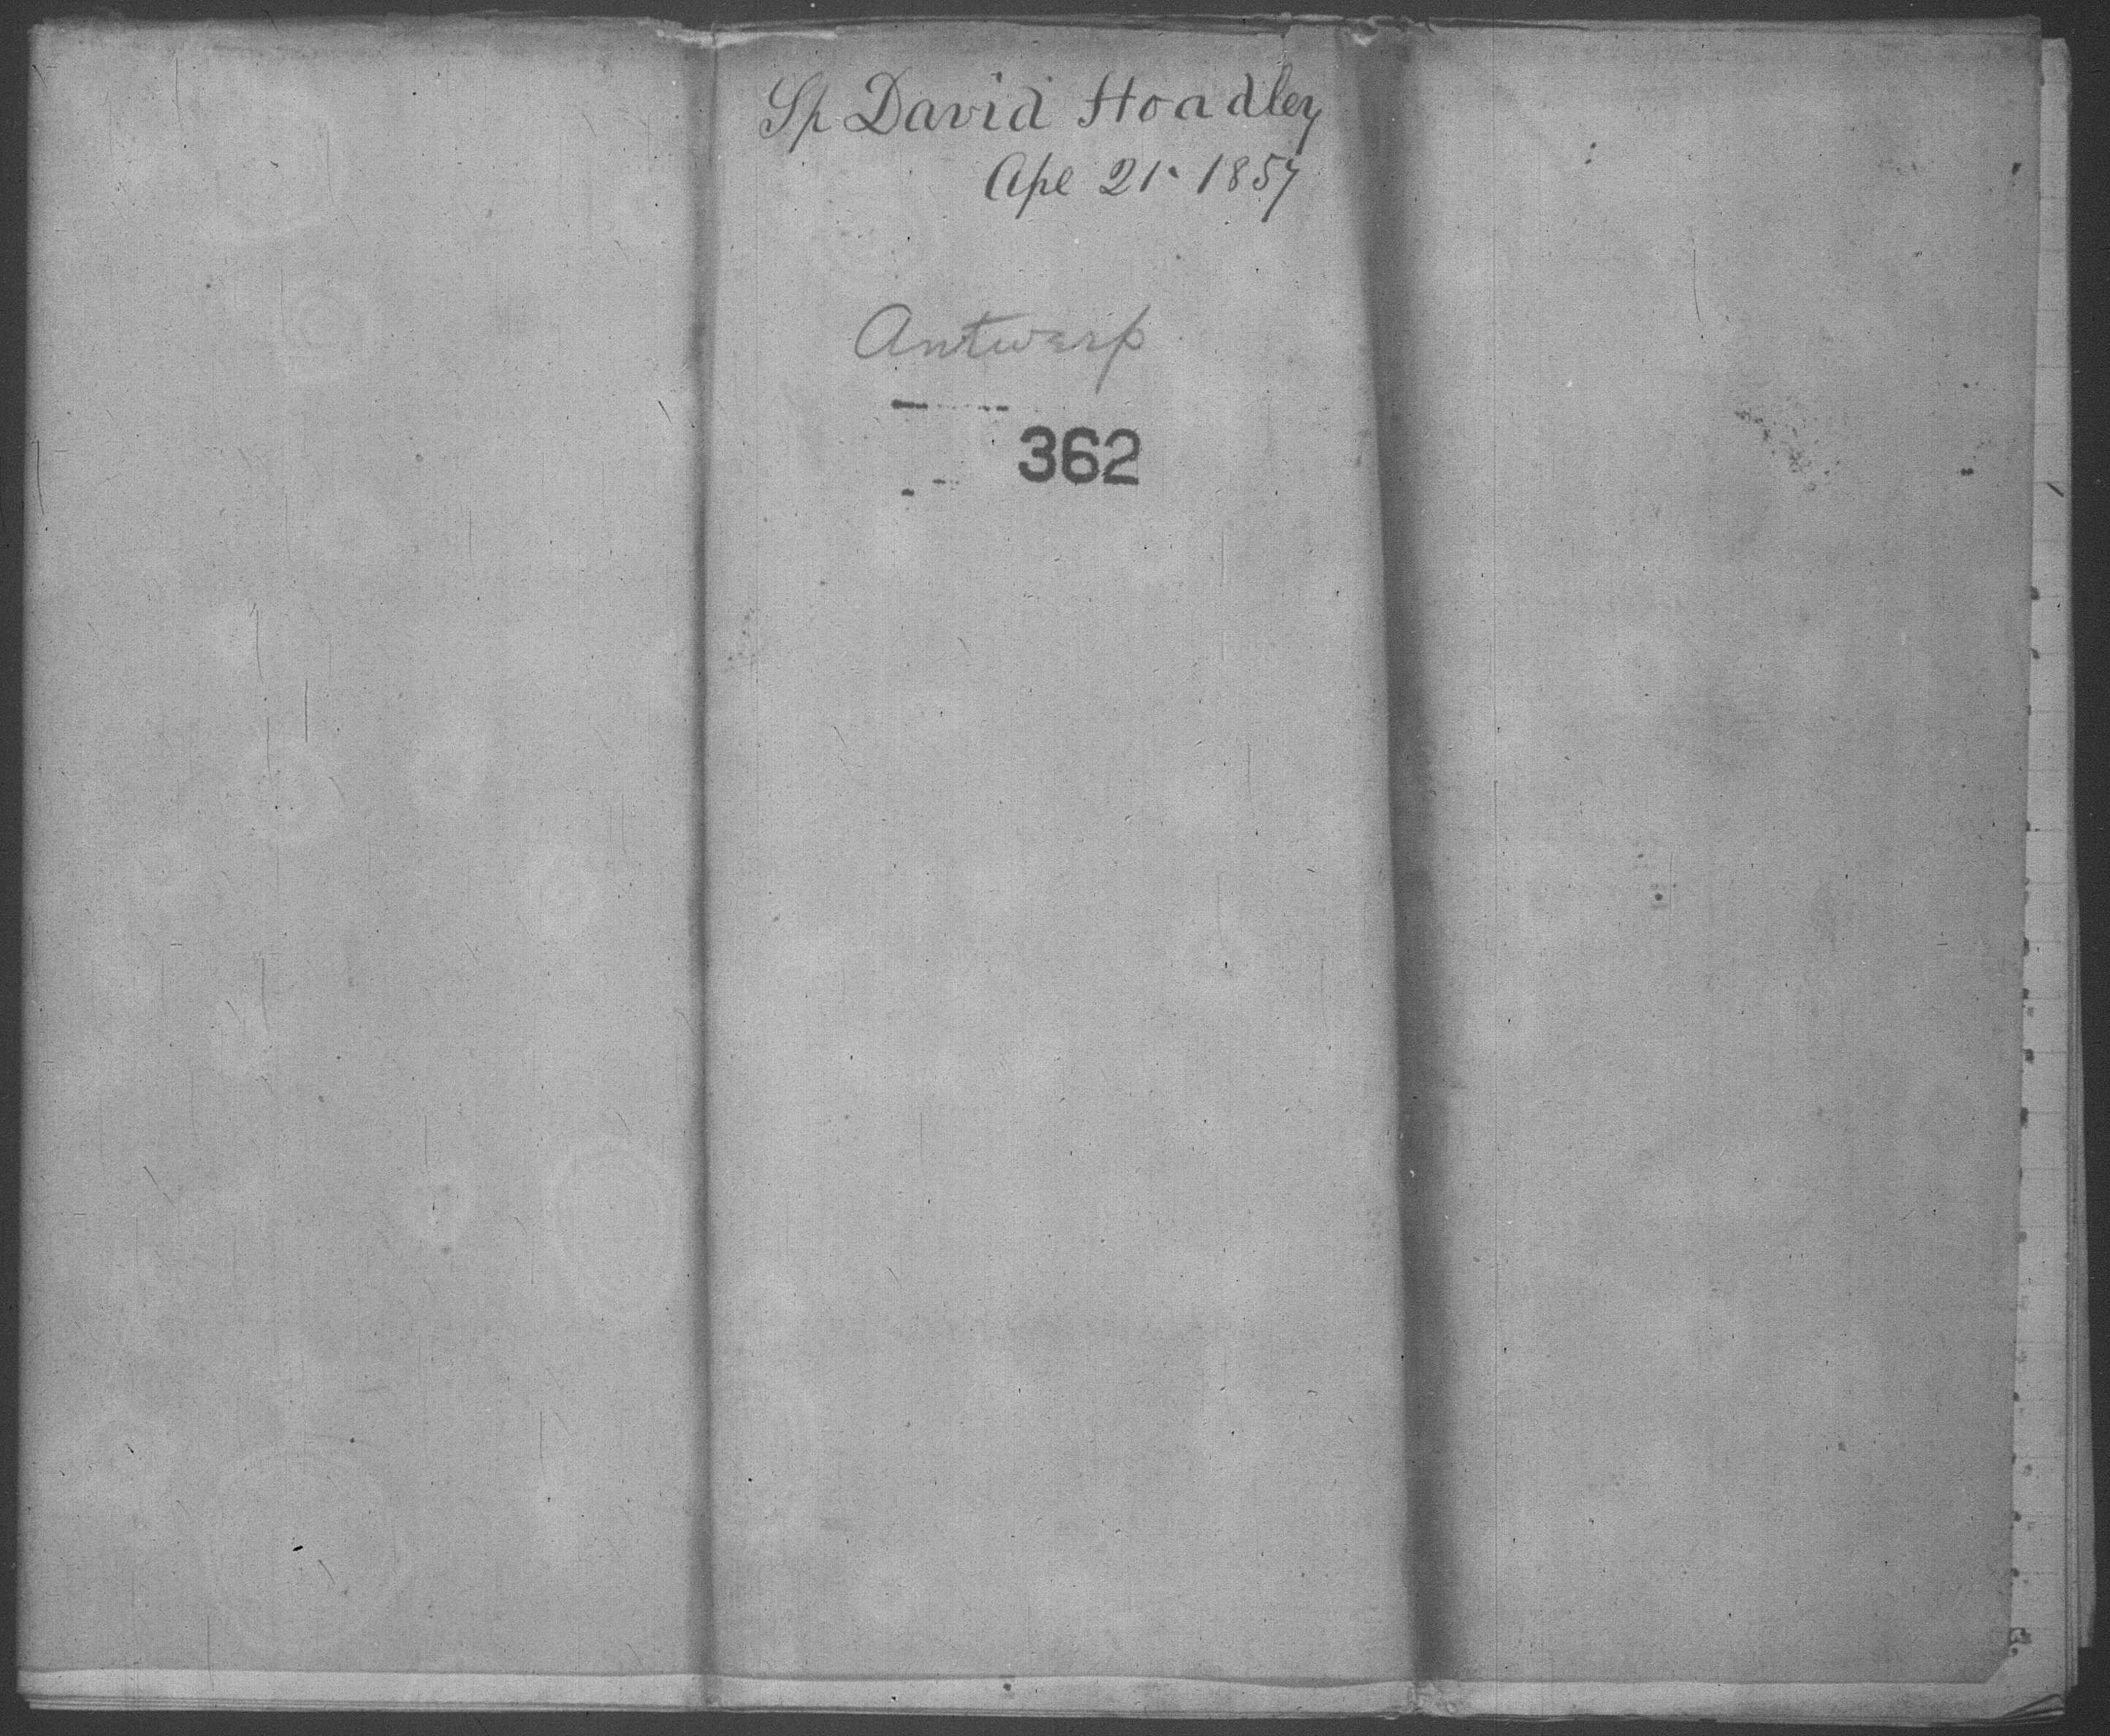 Sp David Hoadley
Apl 21. 1857
Antwerp
362